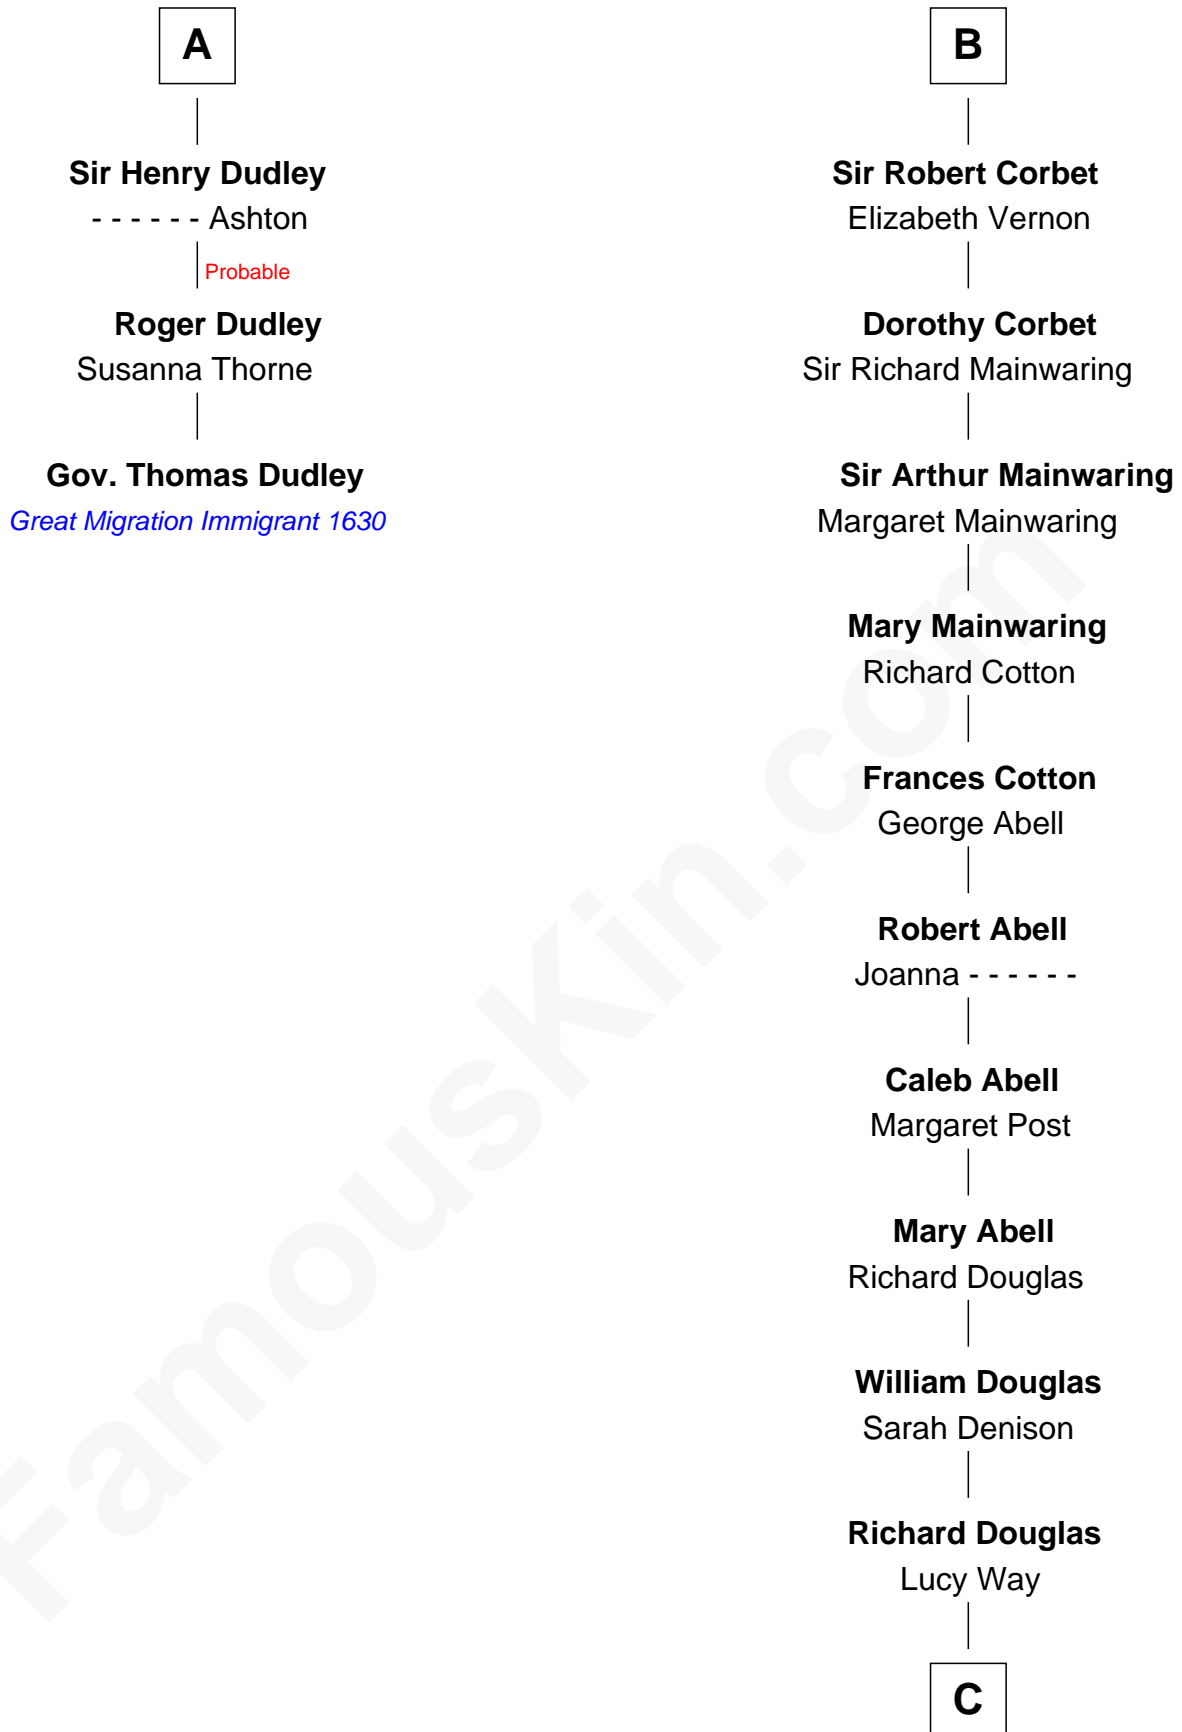 A
Sir Henry Dudley
- - - - - - Ashton
Probable
Roger Dudley
Susanna Thorne
Gov. Thomas Dudley
Great Migration Immigrant 1630
B
Sir Robert Corbet
Elizabeth Vernon
Dorothy Corbet
Sir Richard Mainwaring
Sir Arthur Mainwaring
Margaret Mainwaring
Mary Mainwaring
Richard Cotton
Frances Cotton
George Abell
Robert Abell
Joanna - - - - - -
Caleb Abell
Margaret Post
Mary Abell
Richard Douglas
William Douglas
Sarah Denison
Richard Douglas
Lucy Way
C
FamousKin.com